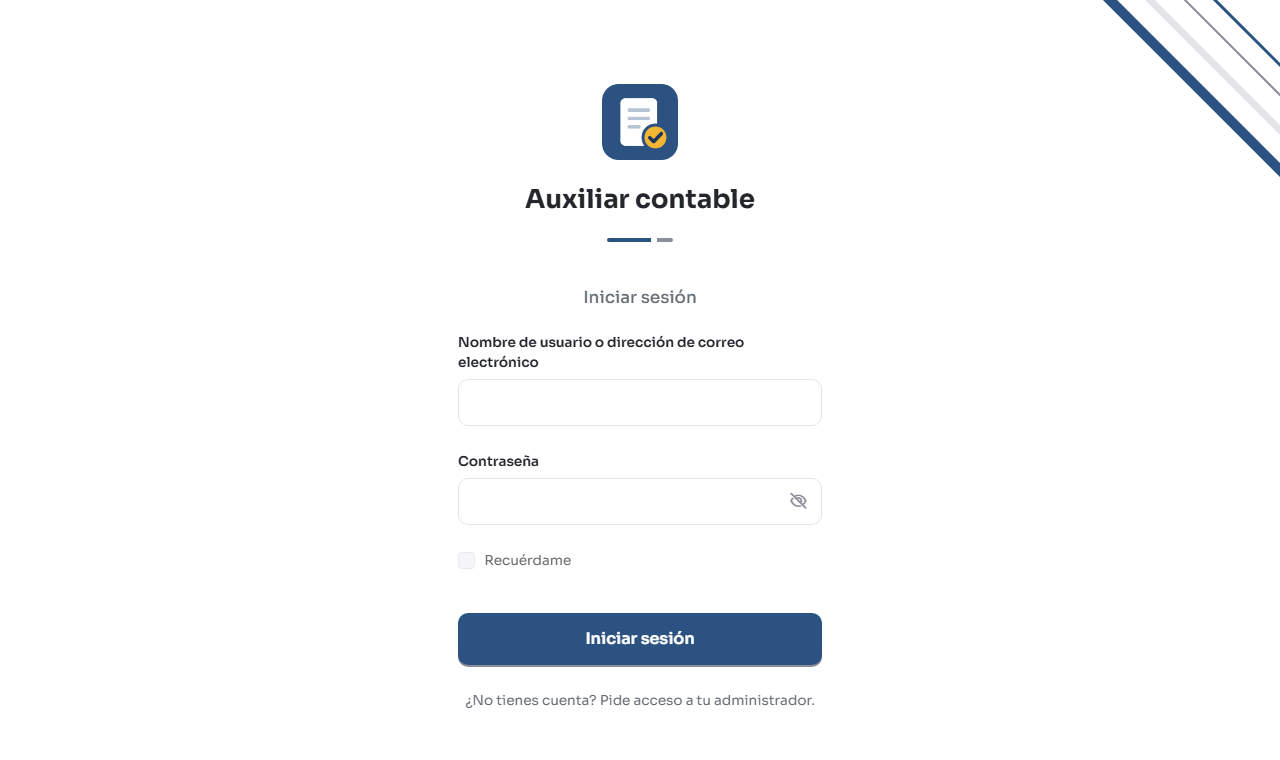 Auxiliar contable
Iniciar sesión
Nombre de usuario o dirección de correo
electrónico
Contraseña
Recuérdame
Iniciar sesión
¿No tienes cuenta? Pide acceso a tu administrador.